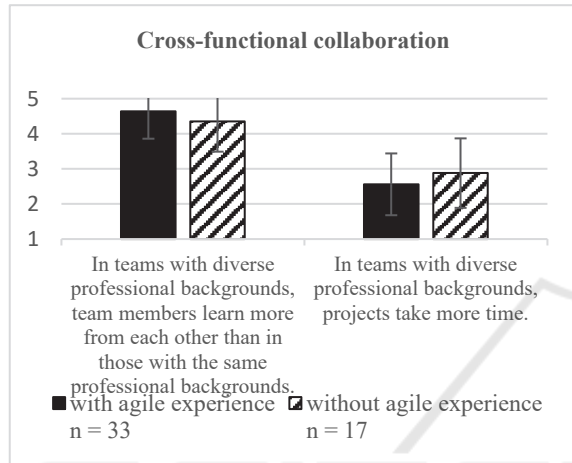 Cross-functional collaboration
5
4
3
2
1
In teams with diverse
professional backgrounds,
team members learn more
from each other than in
those with the same
professional backgrounds.
In teams with diverse
professional backgrounds,
projects take more time.
with agile experience
n = 33
without agile experience
n = 17